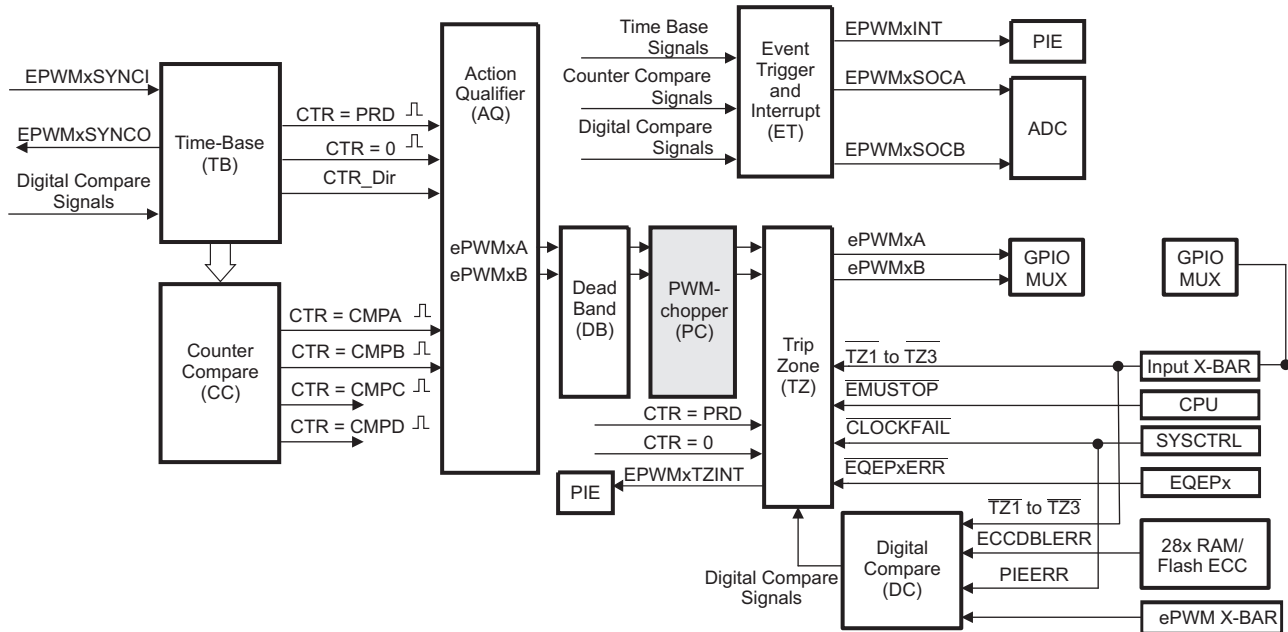 EPWMxSYNCI
EPWMxSYNCO
Digital Compare
Signals
Time-Base
(TB)
CTR = PRD
CTR = 0
CTR_Dir
Counter
Compare
(CC)
CTR = CMPA
CTR = CMPB
CTR = CMPC
CTR = CMPD
Action
Qualifier
(AQ)
ePWMxA
ePWMxB
Time Base
Signals
Counter Compare
Signals
Digital Compare
Signals
Event
Trigger
and
Interrupt
(ET)
EPWMxINT
EPWMxSOCA
EPWMxSOCB
PIE
ADC
Dead
Band
(DB)
PWM-
chopper
(PC)
Trip
Zone
(TZ)
ePWMxA
ePWMxB
GPIO
MUX
GPIO
MUX
TZ1 to TZ3
EMUSTOP
CLOCKFAIL
EQEPxERR
Input X-BAR
CPU
SYSCTRL
EQEPx
CTR = PRD
CTR = 0
EPWMxTZINT
PIE
TZ1 to TZ3
ECCDBLERR
PIEERR
Digital
Compare
(DC)
Digital Compare
Signals
28x RAM/
Flash ECC
ePWM X-BAR